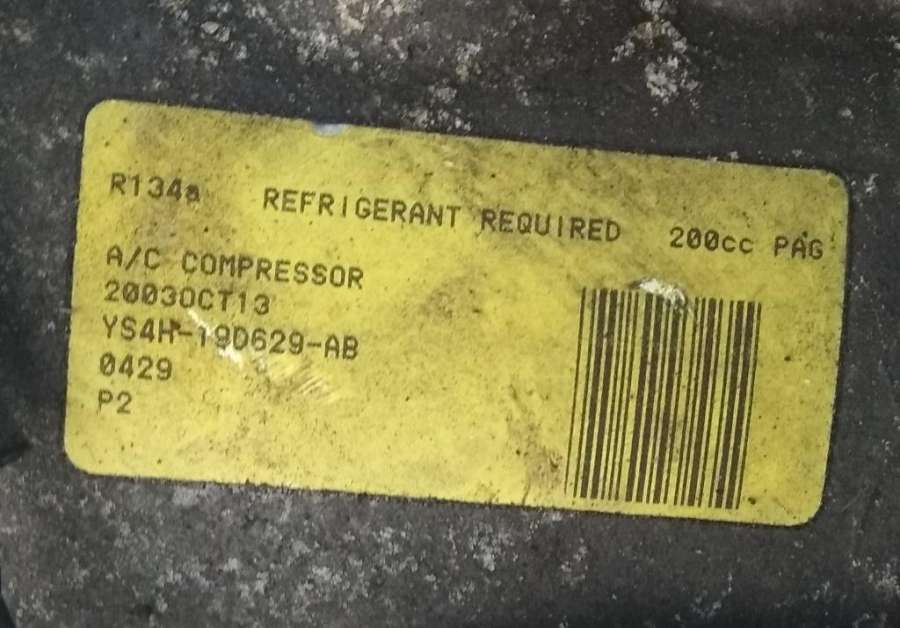 R134a REFRIGERANT REQUIRED 200cc PAG
A/C COMPRESSOR
2003OCT13
YS4H-19D629-AB
0429
P2